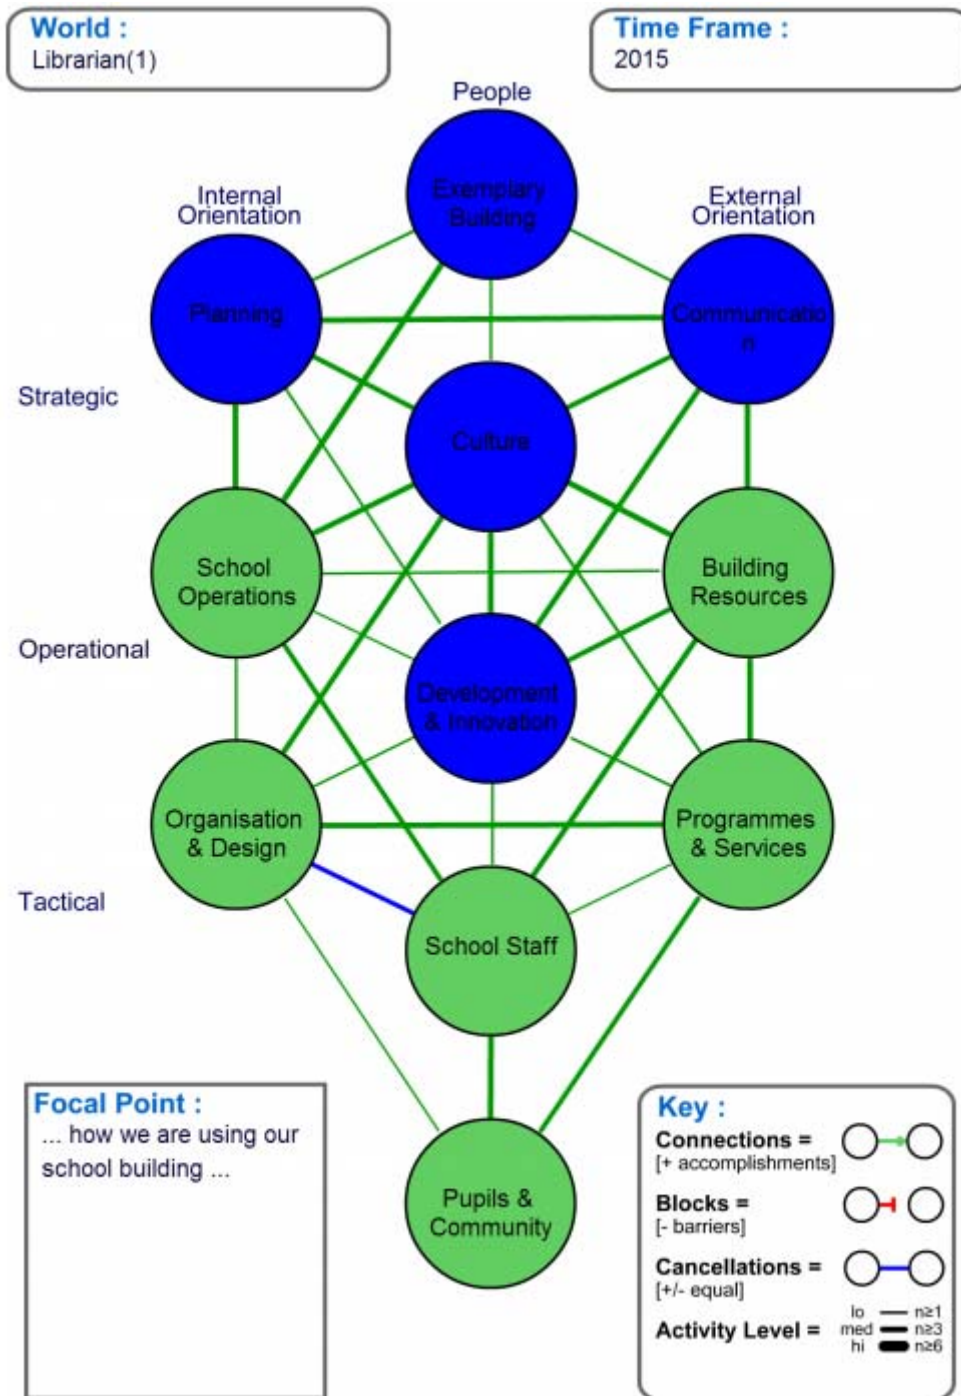 World :
Librarian(1)
Time Frame :
2015
People
Internal
Orientation
External
Orientation
Exemplary
Building
Planning
Communicatio
n
Strategic
Culture
School
Operations
Building
Resources
Operational
Development
& Innovation
Organisation
& Design
Programmes
& Services
Tactical
School Staff
Pupils &
Community
Focal Point :
... how we are using our
school building ...
Key :
Connections =
[+ accomplishments]
Blocks =
[- barriers]
Cancellations =
[+/- equal]
Activity Level =
lo n≥1
med n≥3
hi n≥6